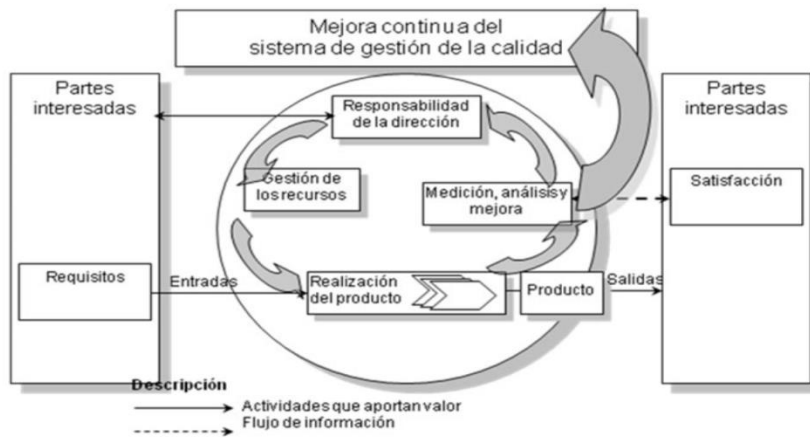 Mejora continua del
sistema de gestión de la calidad
Partes
interesadas
Responsabilidad
de la dirección
Partes
interesadas
Gestión de
los recursos
Medición, análisis y
mejora
Satisfacción
Requisitos
Entradas
Realización
del producto
Producto
Salidas
Descripción
Actividades que aportan valor
Flujo de información